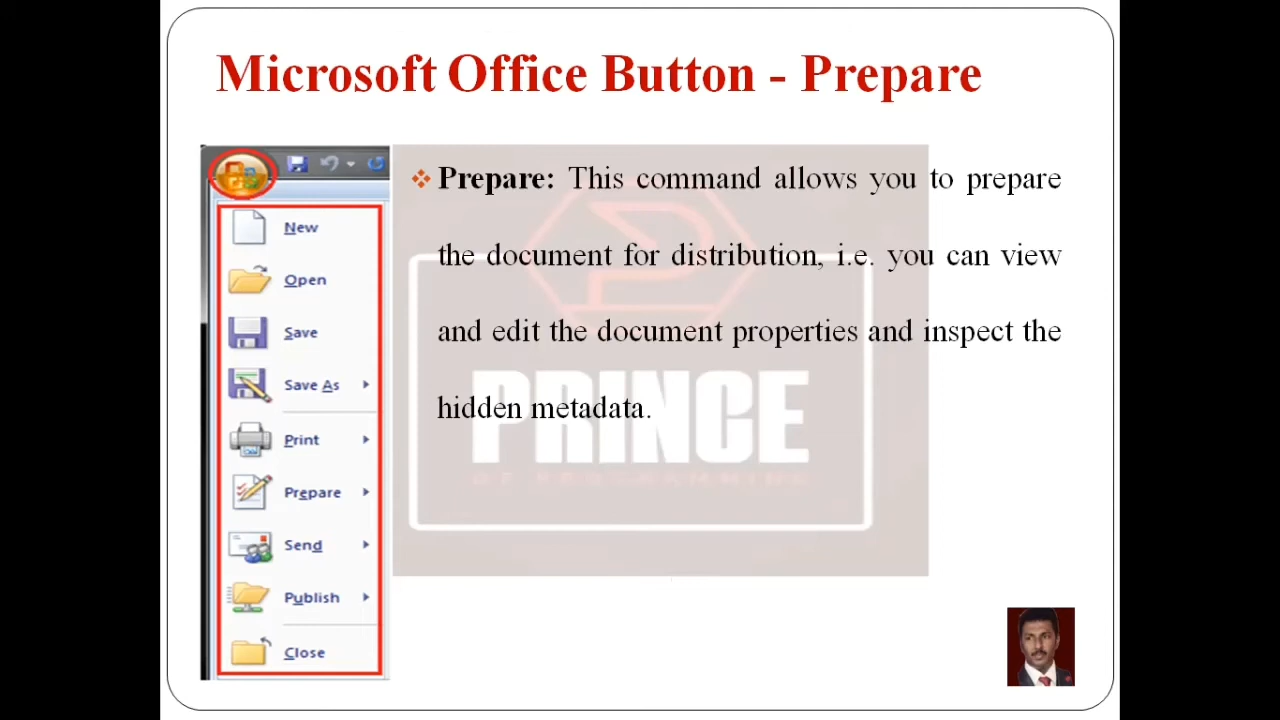 Microsoft Office Button - Prepare
New
Open
Save
Save As
Print
Prepare
Send
Publish
Close
❖ Prepare: This command allows you to prepare
the document for distribution, i.e. you can view
and edit the document properties and inspect the
hidden metadata.
PRINCE
OF PROGRAMMING